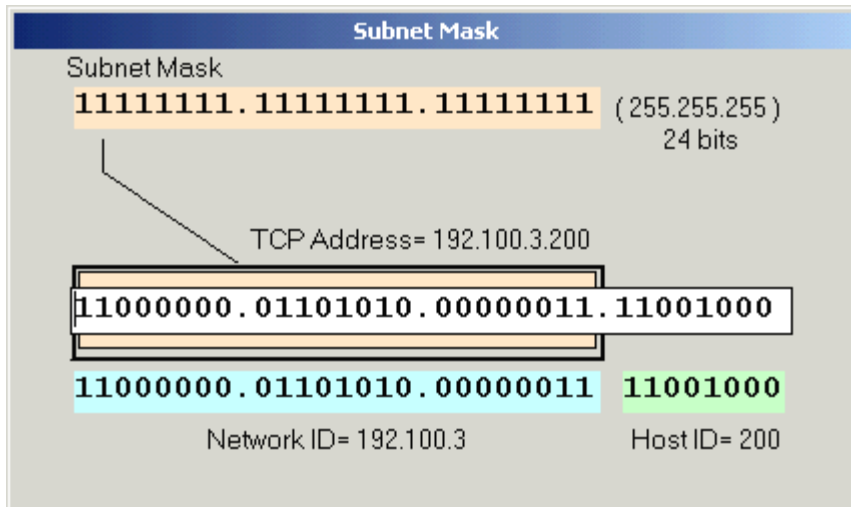 Subnet Mask
Subnet Mask
11111111.11111111.11111111 (255.255.255)
24 bits
TCP Address= 192.100.3.200
11000000.01101010.00000011.11001000
11000000.01101010.00000011 11001000
Network ID= 192.100.3 Host ID= 200